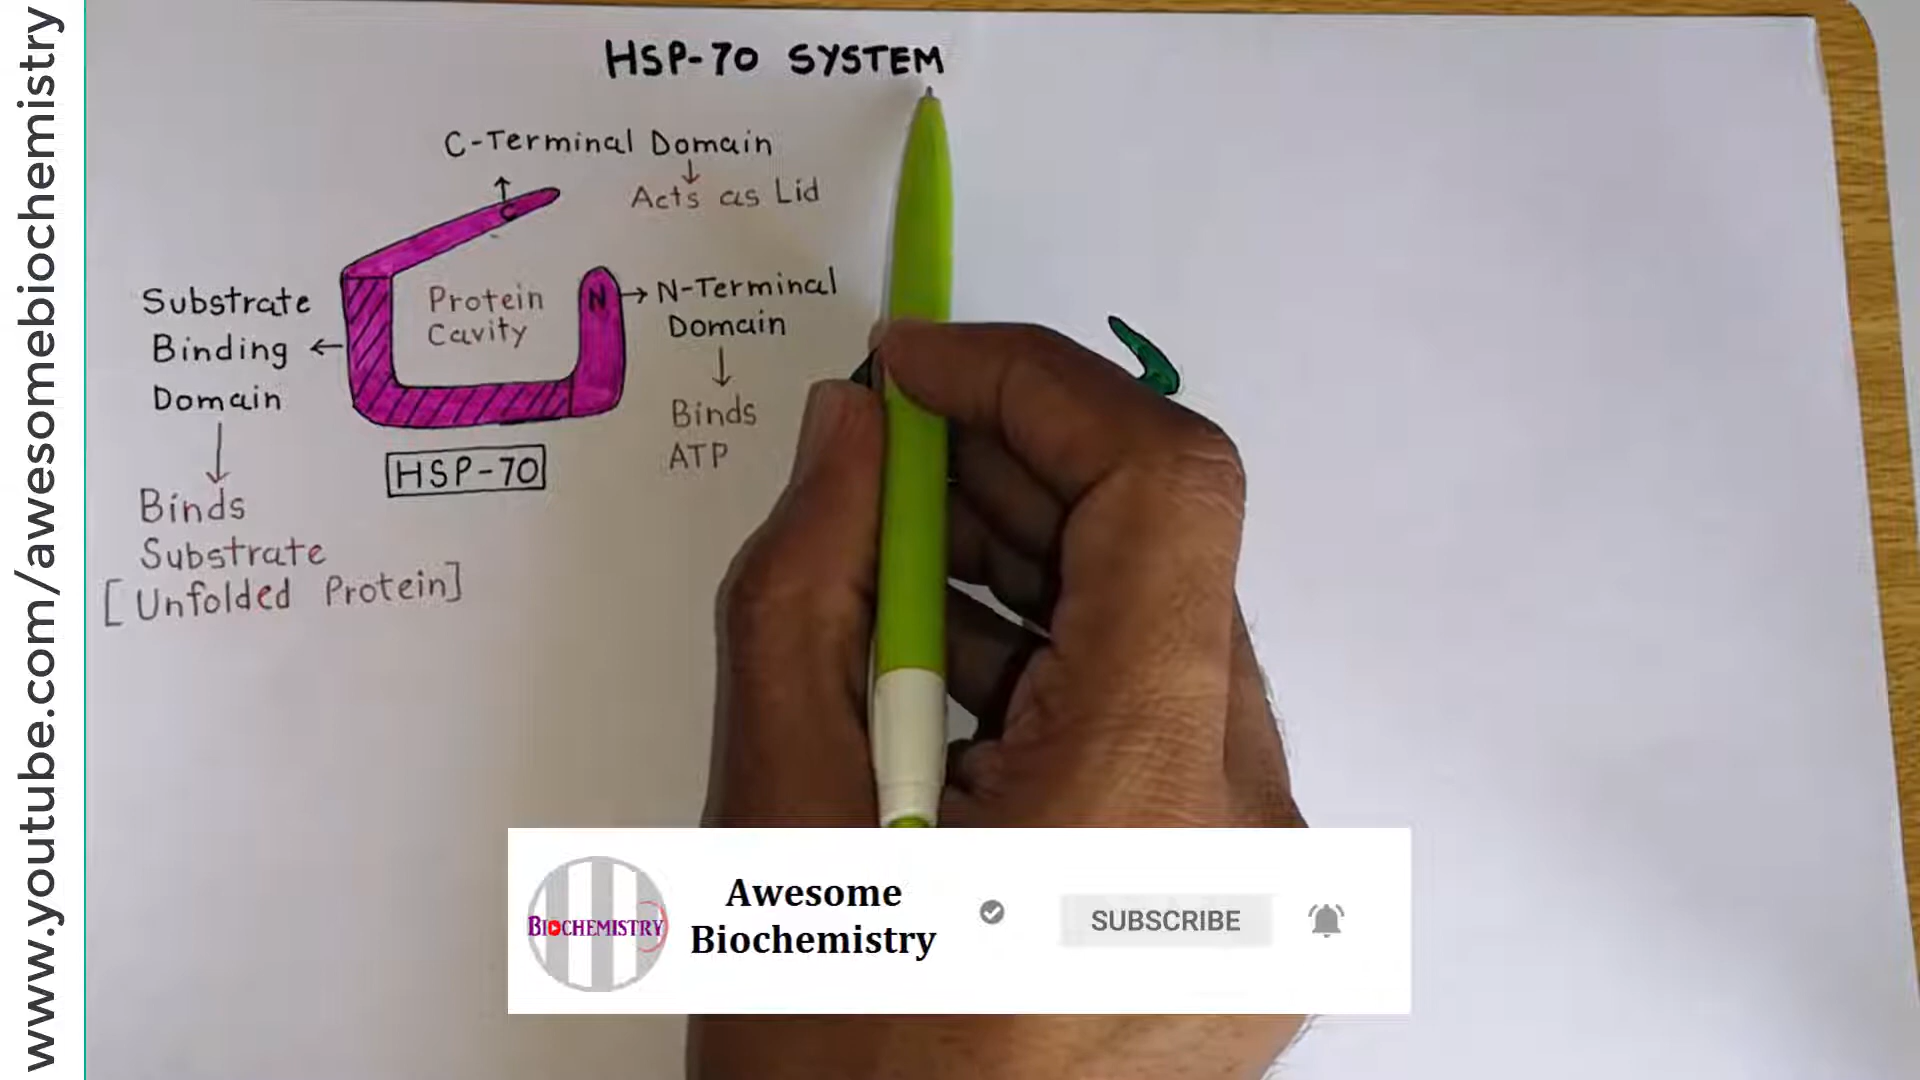 HSP-70 SYSTEM
C-Terminal Domain
Acts as Lid
C
Substrate
Binding
Domain
Protein
Cavity
N
N-Terminal
Domain
Binds
ATP
HSP-70
Binds
Substrate
[Unfolded Protein]
www.youtube.com/awesomebiochemistry
BIOCHEMISTRY
Awesome
Biochemistry
SUBSCRIBE